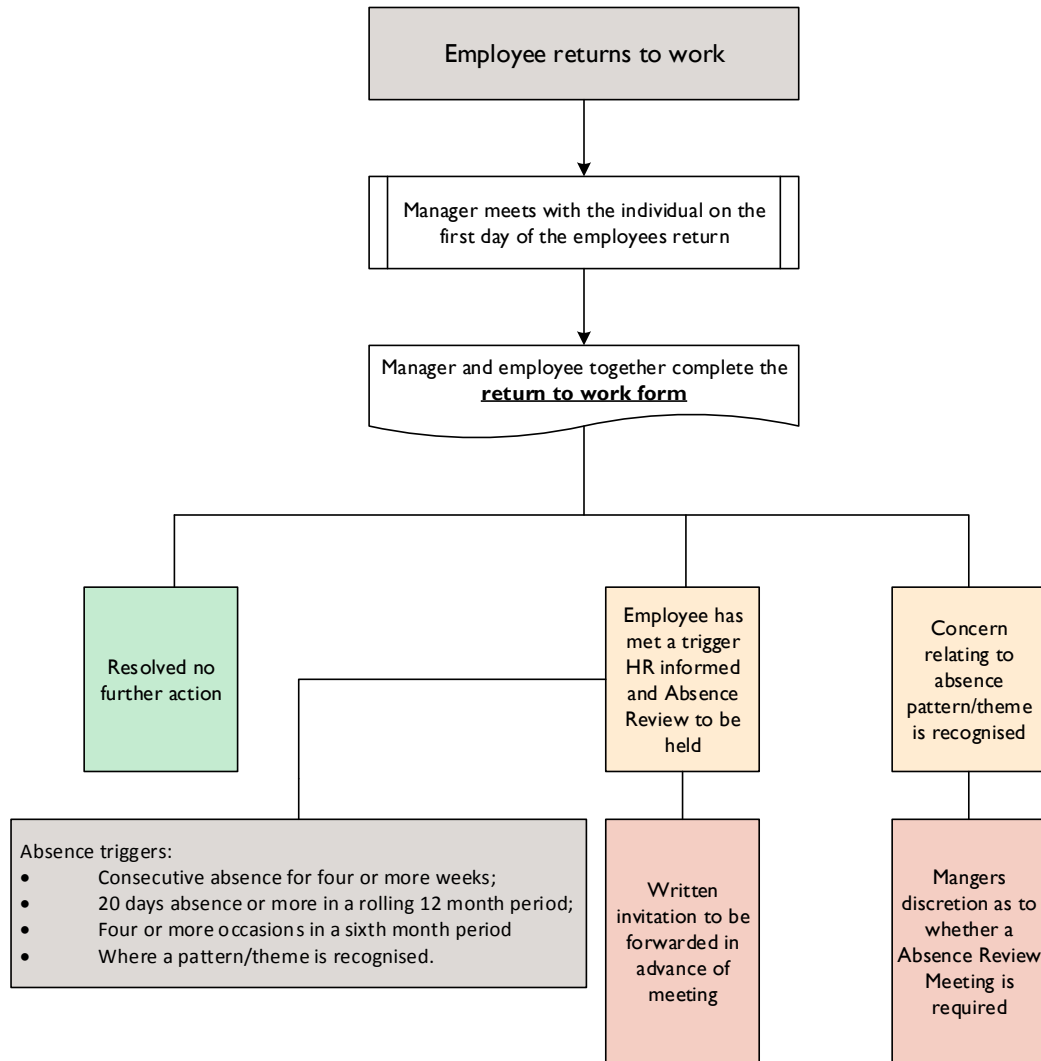 Employee returns to work
Manager meets with the individual on the
first day of the employees return
Manager and employee together complete the
return to work form
Resolved no
further action
Employee has
met a trigger
HR informed
and Absence
Review to be
held
Concern
relating to
absence
pattern/theme
is recognised
Absence triggers:
• Consecutive absence for four or more weeks;
• 20 days absence or more in a rolling 12 month period;
• Four or more occasions in a sixth month period
• Where a pattern/theme is recognised.
Written
invitation to be
forwarded in
advance of
meeting
Mangers
discretion as to
whether a
Absence Review
Meeting is
required